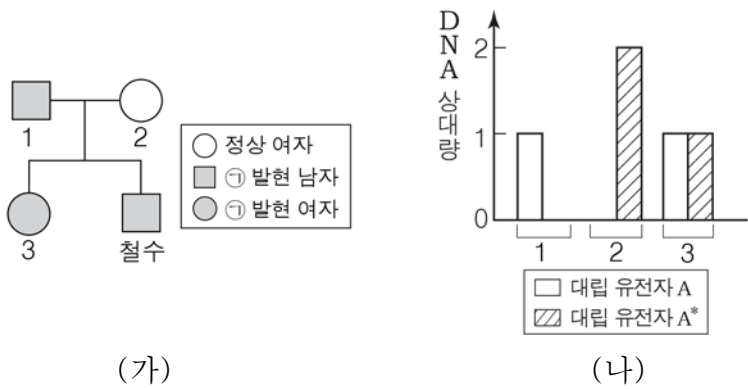 1
2
3
철수
정상 여자
㉠ 발현 남자
㉠ 발현 여자
(가)
DNA 상대량
2
1
0
1
2
3
대립 유전자 A
대립 유전자 A*
(나)